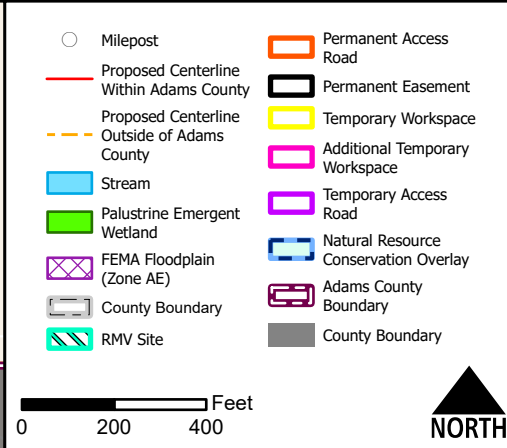 Milepost
Proposed Centerline
Within Adams County
Proposed Centerline
Outside of Adams
County
Stream
Palustrine Emergent
Wetland
FEMA Floodplain
(Zone AE)
County Boundary
RMV Site
Permanent Access
Road
Permanent Easement
Temporary Workspace
Additional Temporary
Workspace
Temporary Access
Road
Natural Resource
Conservation Overlay
Adams County
Boundary
County Boundary
Feet
0 200 400
NORTH